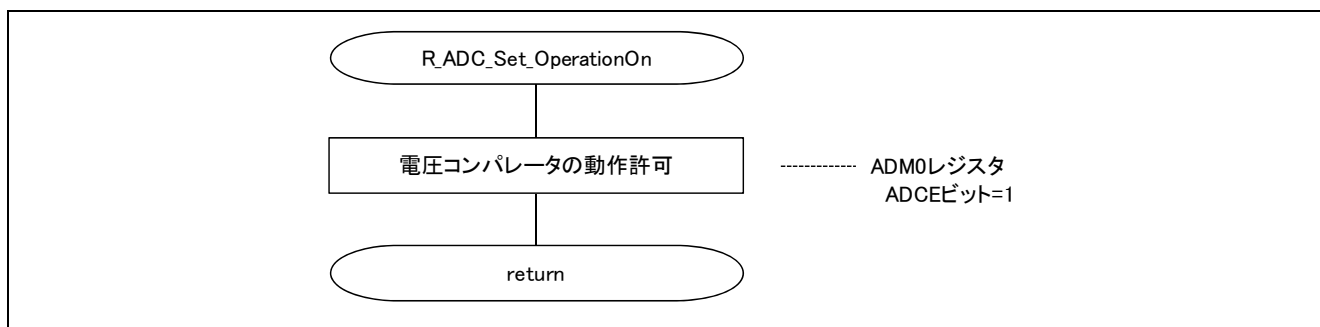 R_ADC_Set_OperationOn
電圧コンパレータの動作許可
ADM0レジスタ
ADCEビット=1
return